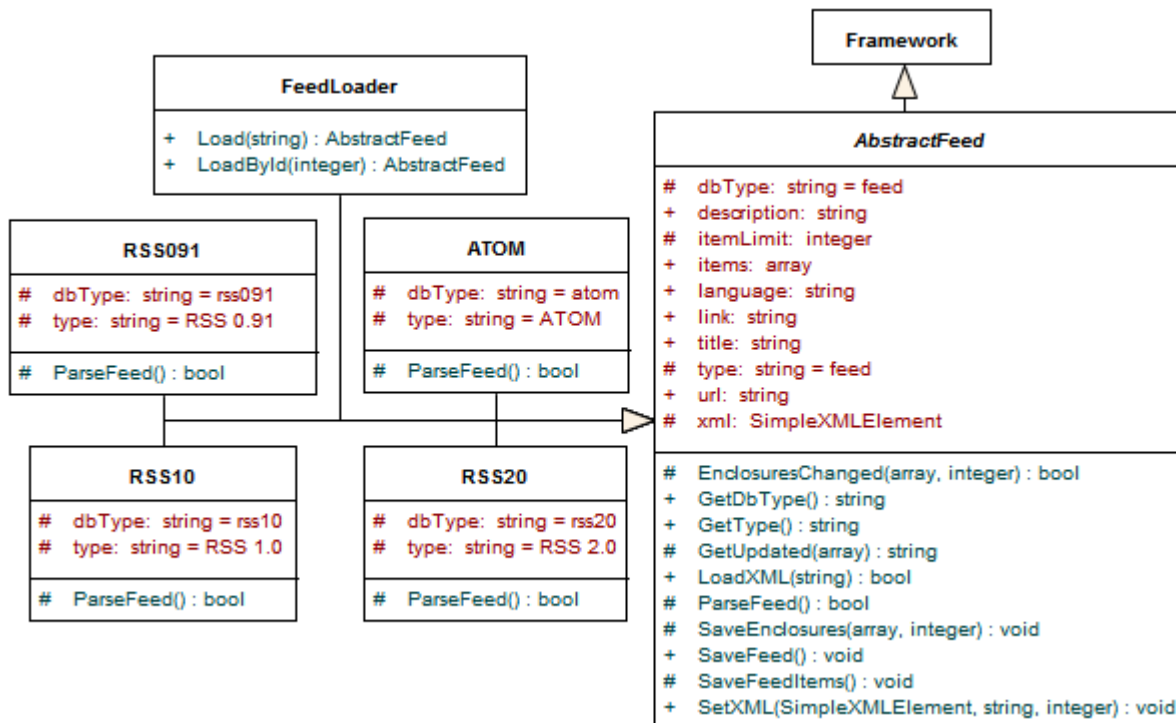 Framework
FeedLoader
+ Load(string) : AbstractFeed
+ LoadById(integer) : AbstractFeed
RSS091
# dbType: string = rss091
# type: string = RSS 0.91
# ParseFeed() : bool
ATOM
# dbType: string = atom
# type: string = ATOM
# ParseFeed() : bool
RSS10
# dbType: string = rss10
# type: string = RSS 1.0
# ParseFeed() : bool
RSS20
# dbType: string = rss20
# type: string = RSS 2.0
# ParseFeed() : bool
AbstractFeed
# dbType: string = feed
+ description: string
# itemLimit: integer
+ items: array
+ language: string
+ link: string
+ title: string
# type: string = feed
+ url: string
# xml: SimpleXMLElement
# EnclosuresChanged(array, integer) : bool
+ GetDbType() : string
+ GetType() : string
# GetUpdated(array) : string
+ LoadXML(string) : bool
# ParseFeed() : bool
# SaveEnclosures(array, integer) : void
+ SaveFeed() : void
# SaveFeedItems() : void
+ SetXML(SimpleXMLElement, string, integer) : void